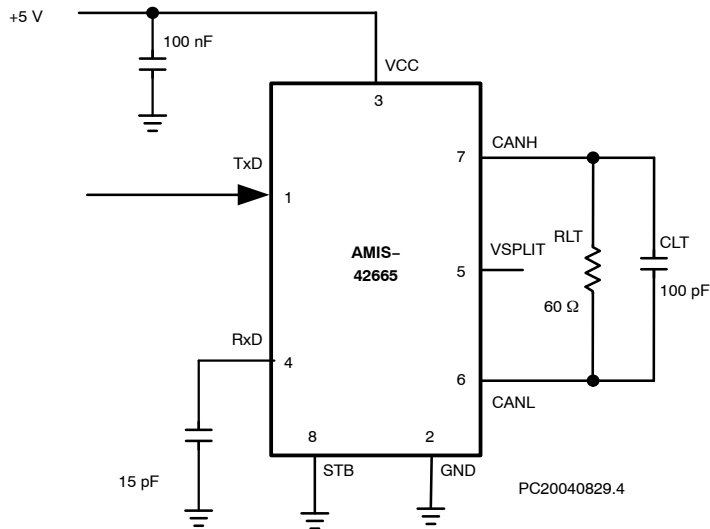 +5 V
100 nF
VCC
3
TxD
1
7
CANH
AMIS−
42665
VSPLIT
5
RLT
CLT
60 Ω
100 pF
RxD
4
6
CANL
8
2
15 pF
STB
GND
PC20040829.4